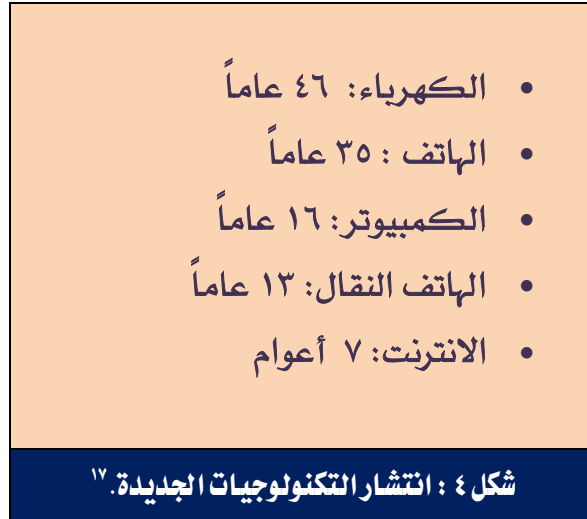 • الكهرباء: ٤٦ عاماً
• الهاتف : ٣٥ عاماً
• الكمبيوتر: ١٦ عاماً
• الهاتف النقال: ١٣ عاماً
• الانترنت: ٧ أعوام
شكل ٤ : انتشار التكنولوجيات الجديدة.١٧